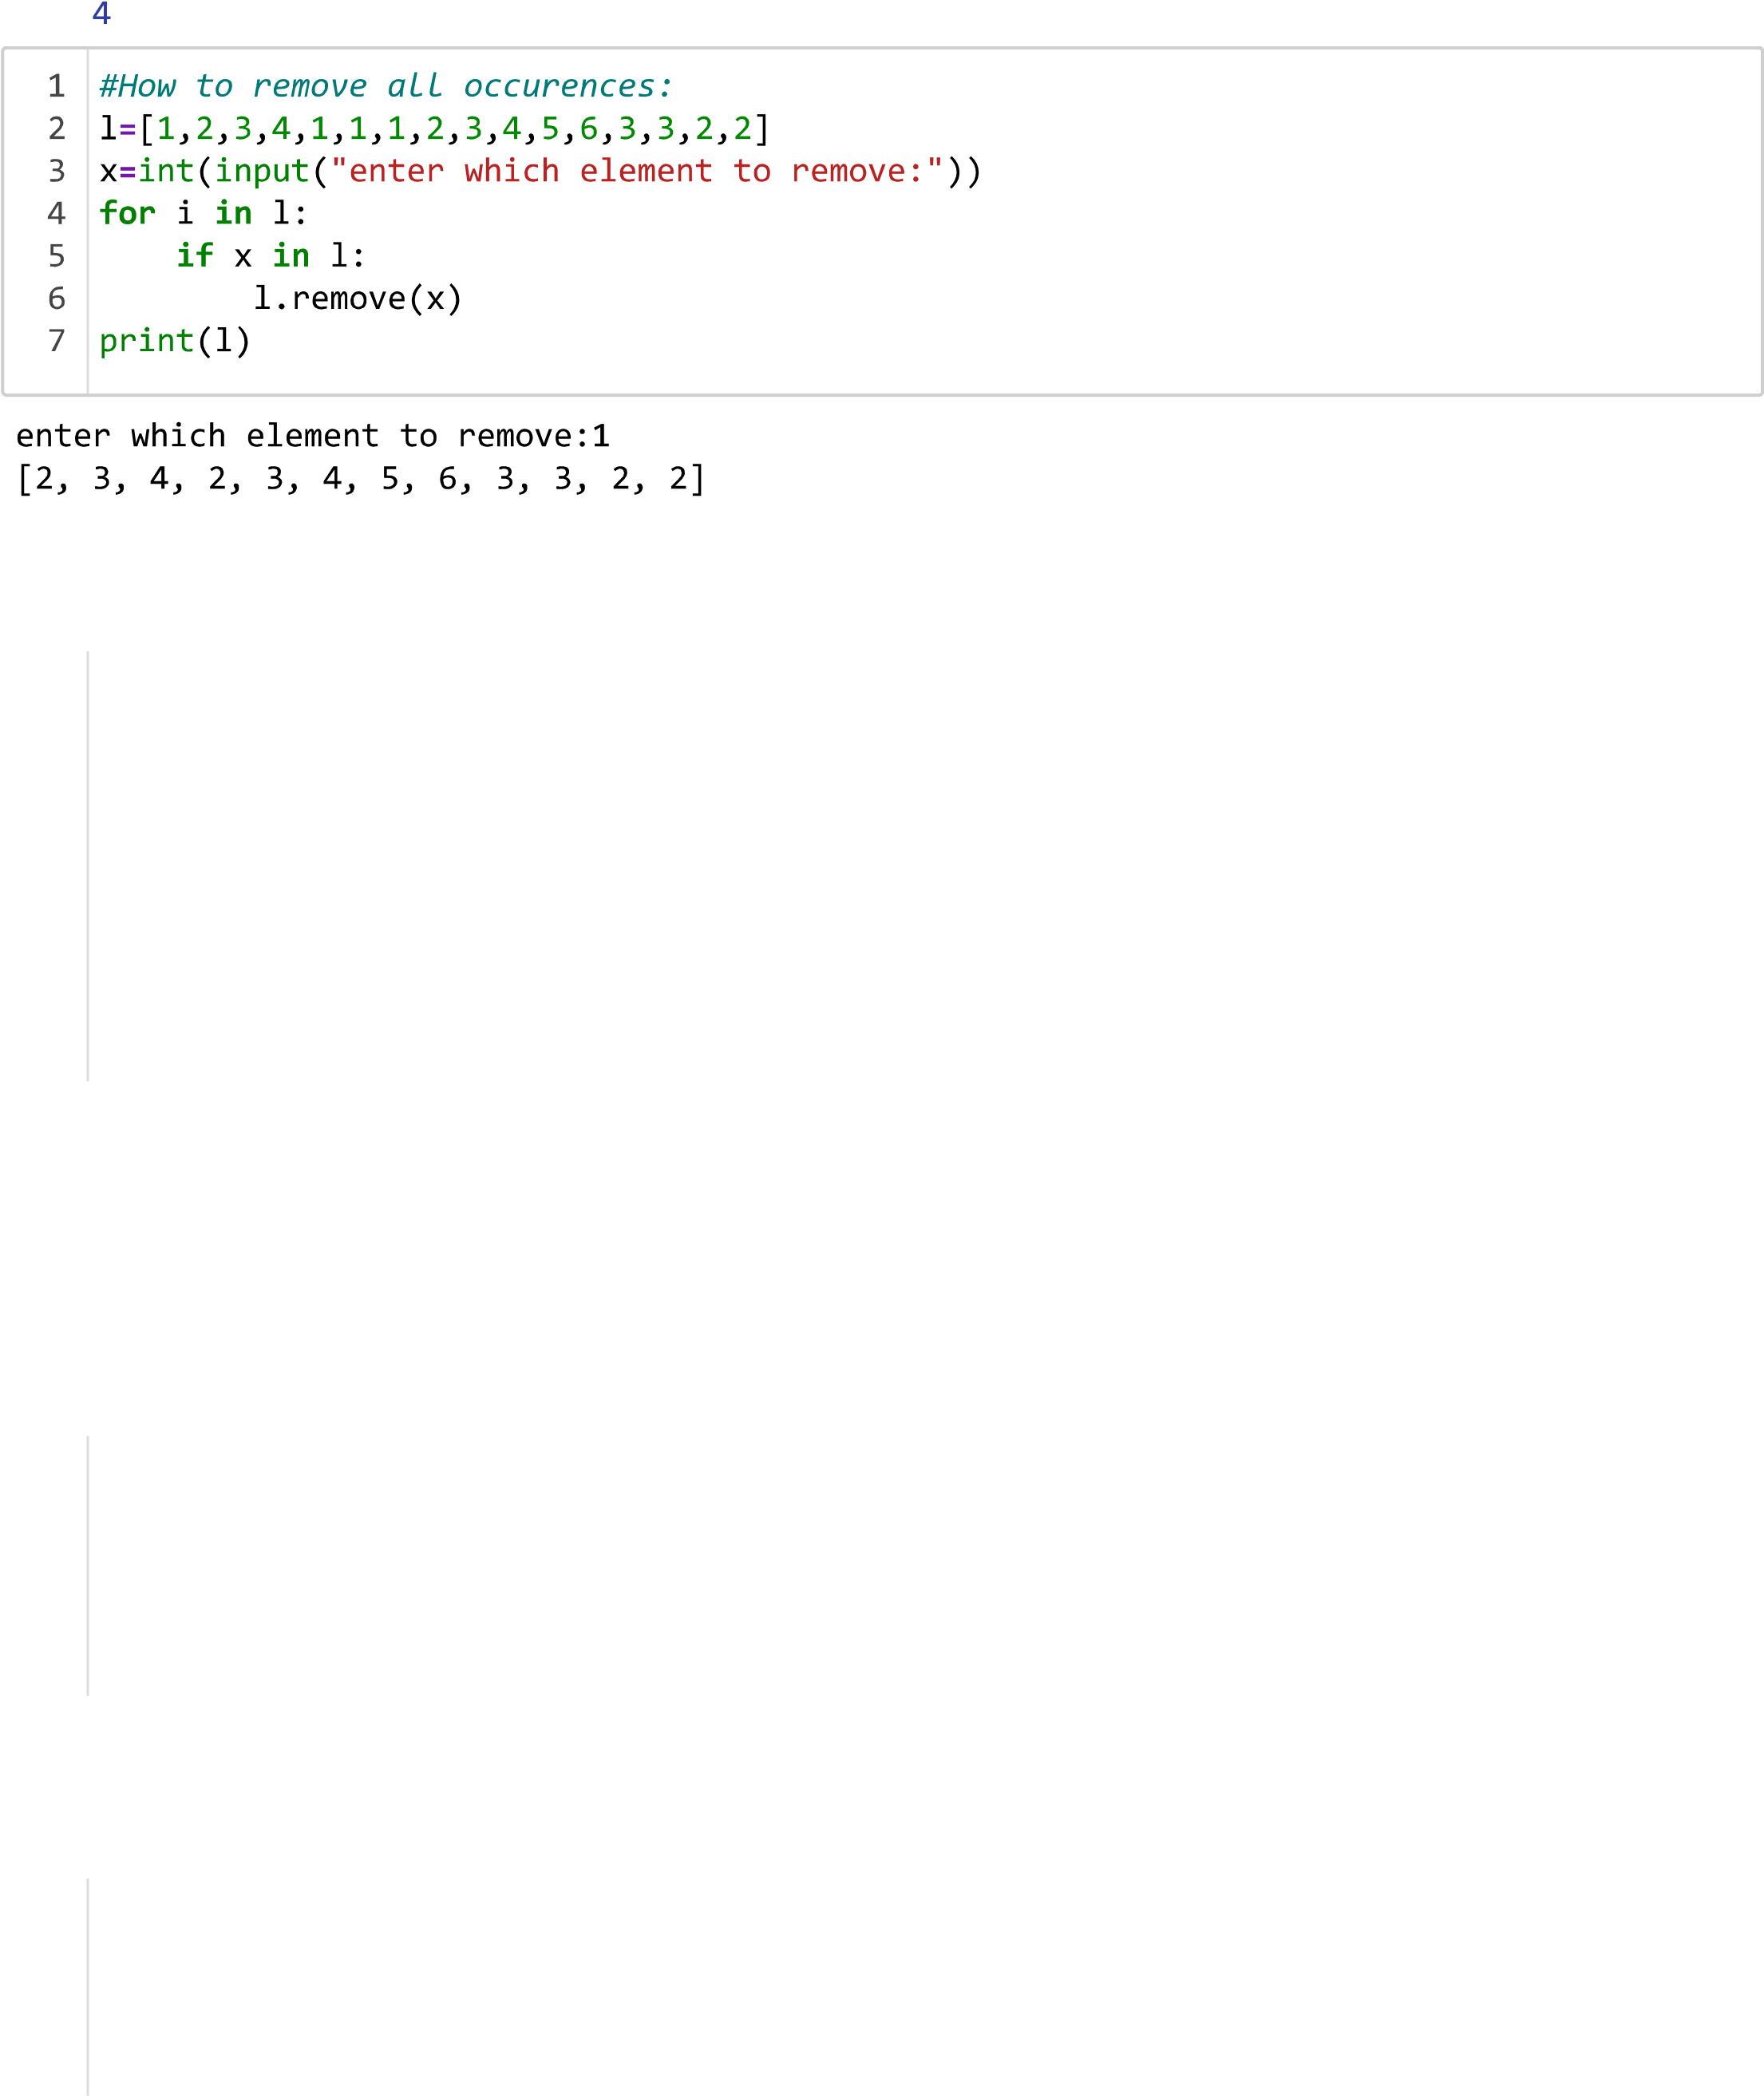 4
1 #How to remove all occurences:
2 l=[1,2,3,4,1,1,1,2,3,4,5,6,3,3,2,2]
3 x=int(input("enter which element to remove:"))
4 for i in l:
5     if x in l:
6         l.remove(x)
7 print(l)
enter which element to remove:1
[2, 3, 4, 2, 3, 4, 5, 6, 3, 3, 2, 2]